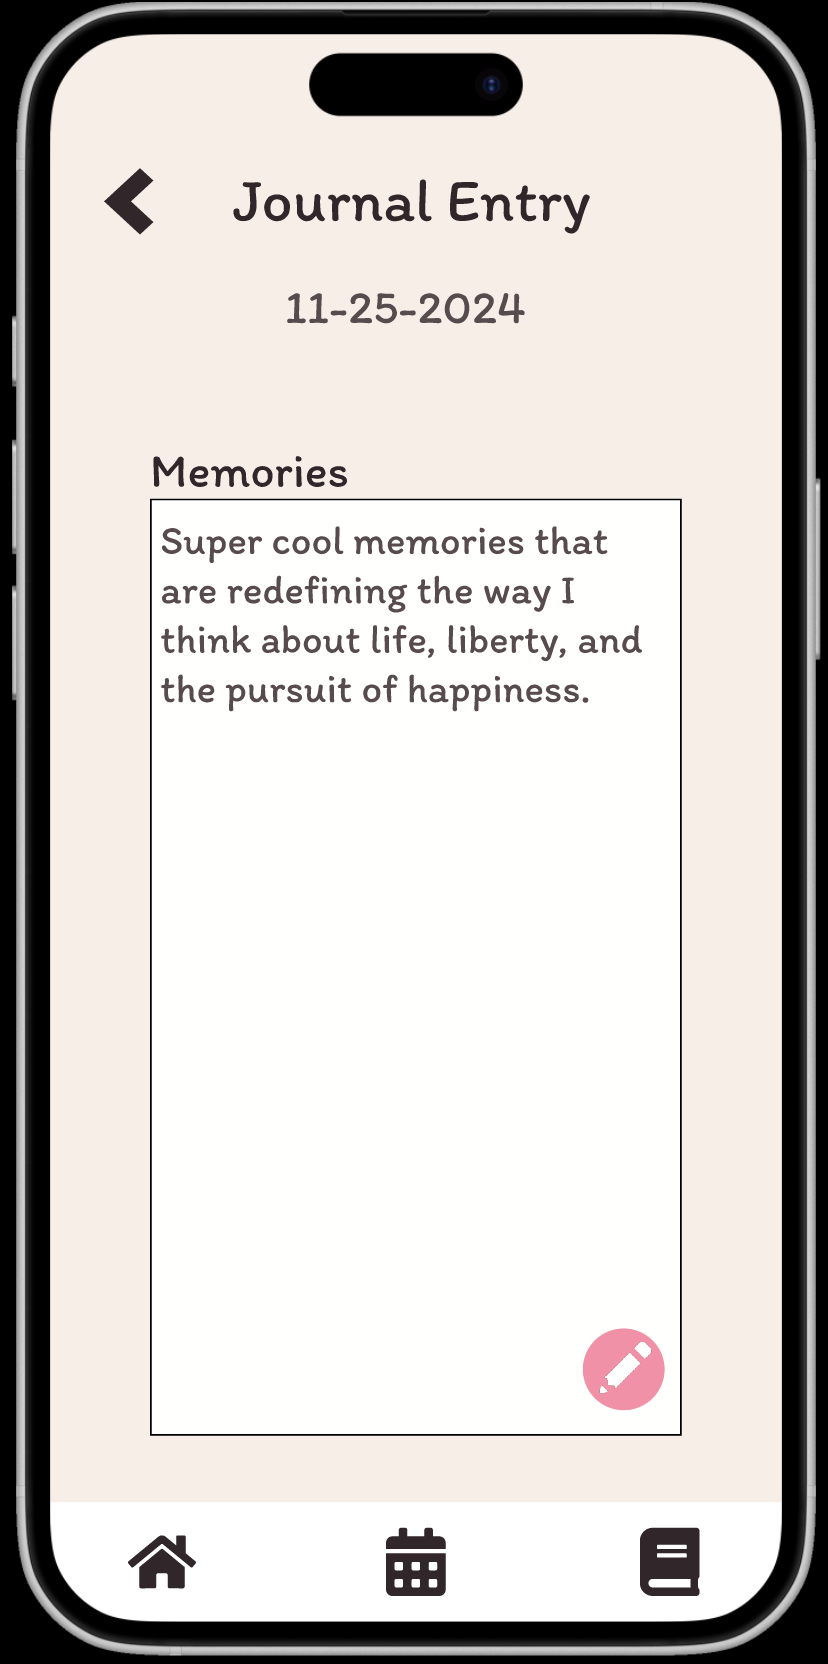 Journal Entry
11-25-2024
Memories
Super cool memories that
are redefining the way I
think about life, liberty, and
the pursuit of happiness.